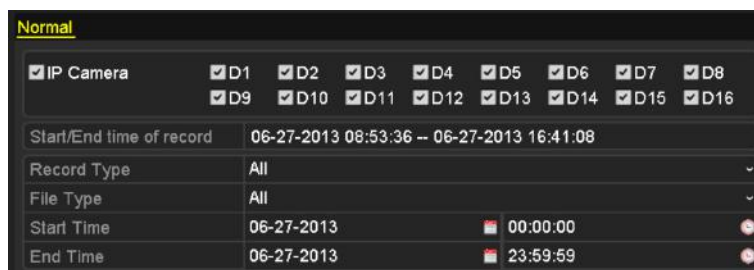 Normal
IP Camera D1 D2 D3 D4 D5 D6 D7 D8
D9 D10 D11 D12 D13 D14 D15 D16
Start/End time of record 06-27-2013 08:53:36 -- 06-27-2013 16:41:08
Record Type All
File Type All
Start Time 06-27-2013 00:00:00
End Time 06-27-2013 23:59:59